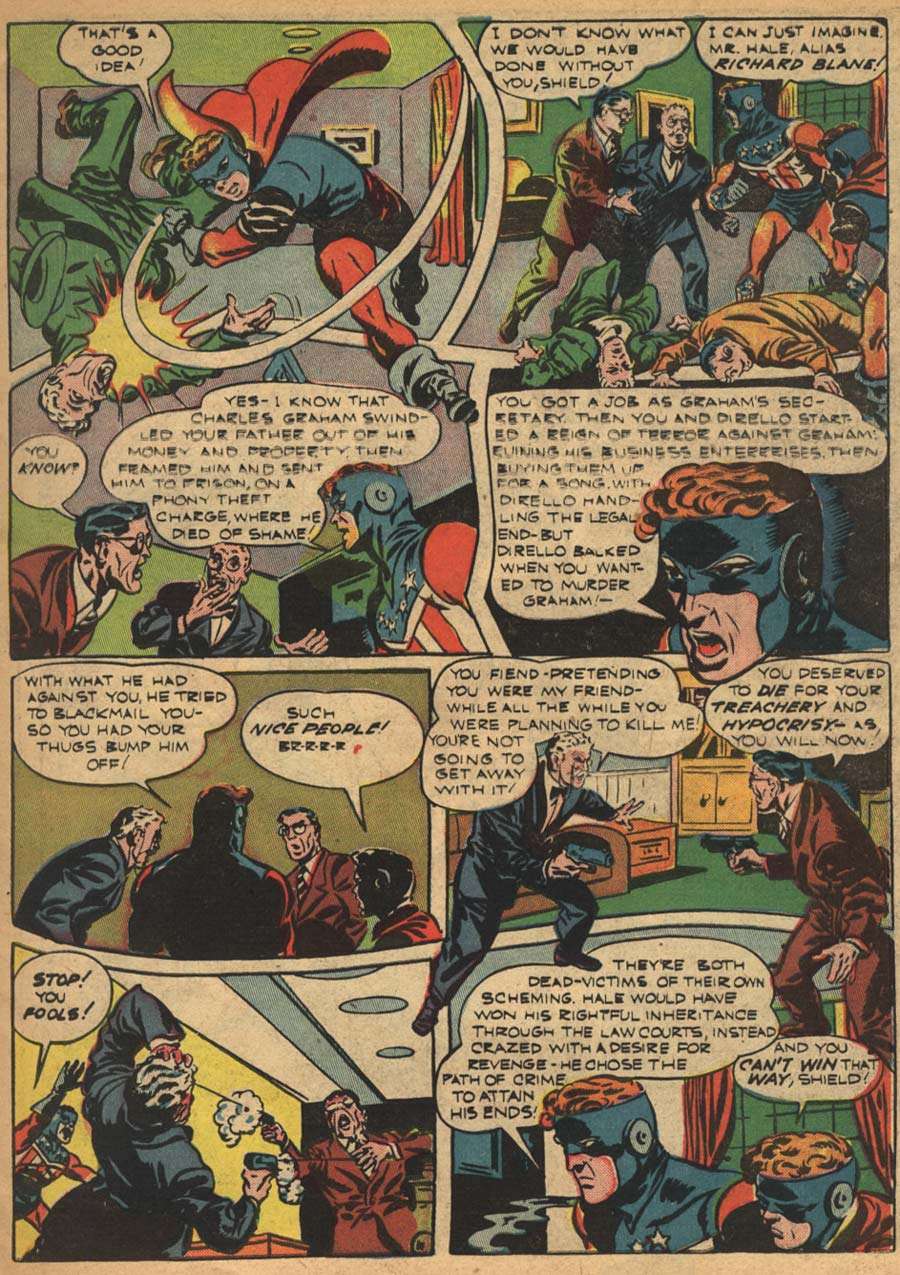 THAT'S A
GOOD
IDEA!
I DON'T KNOW WHAT
WE WOULD HAVE
DONE WITHOUT
YOU, SHIELD!
I CAN JUST IMAGINE,
MR. HALE, ALIAS
RICHARD BLANE!
YOU
KNOW?
YES-I KNOW THAT
CHARLES GRAHAM SWIND-
LED YOUR FATHER OUT OF HIS
MONEY AND PROPERTY, THEN
FRAMED HIM AND SENT
HIM TO PRISON, ON A
PHONY THEFT
CHARGE, WHERE HE
DIED OF SHAME
YOU GOT A JOB AS GRAHAM'S SEC-
RETARY. THEN YOU AND DIRELLO START-
ED A REIGN OF TERROR AGAINST GRAHAM:
RUINING HIS BUSINESS ENTERPRISES, THEN
BUYING THEM UP
FOR A SONG, WITH
DIRELLO HAND-
LING THE LEGAL
END-BUT
DIRELLO BALKED
WHEN YOU WANT-
ED TO MURDER
GRAHAM!-
WITH WHAT HE HAD
AGAINST YOU, HE TRIED
TO BLACKMAIL YOU-
SO YOU HAD YOUR
THUGS BUMP HIM
OFF!
SUCH
NICE PEOPLE!
BR-R-R-R
YOU FIEND-PRETENDING
YOU WERE MY FRIEND-
WHILE ALL THE WHILE YOU
WERE PLANNING TO KILL ME!
YOU'RE NOT
GOING TO
GET AWAY
WITH IT!
YOU DESERVED
TO DIE FOR YOUR
TREACHERY AND
HYPOCRISY-AS
YOU WILL NOW!
STOP!
YOU
FOOLS!
THEY'RE BOTH
DEAD-VICTIMS OF THEIR OWN
SCHEMING. HALE WOULD HAVE
WON HIS RIGHTFUL INHERITANCE
THROUGH THE LAW COURTS, INSTEAD
CRAZED WITH A DESIRE FOR
REVENGE-HE CHOSE THE
PATH OF CRIME
TO ATTAIN
HIS ENDS!
AND YOU
CAN'T WIN THAT
WAY, SHIELD!